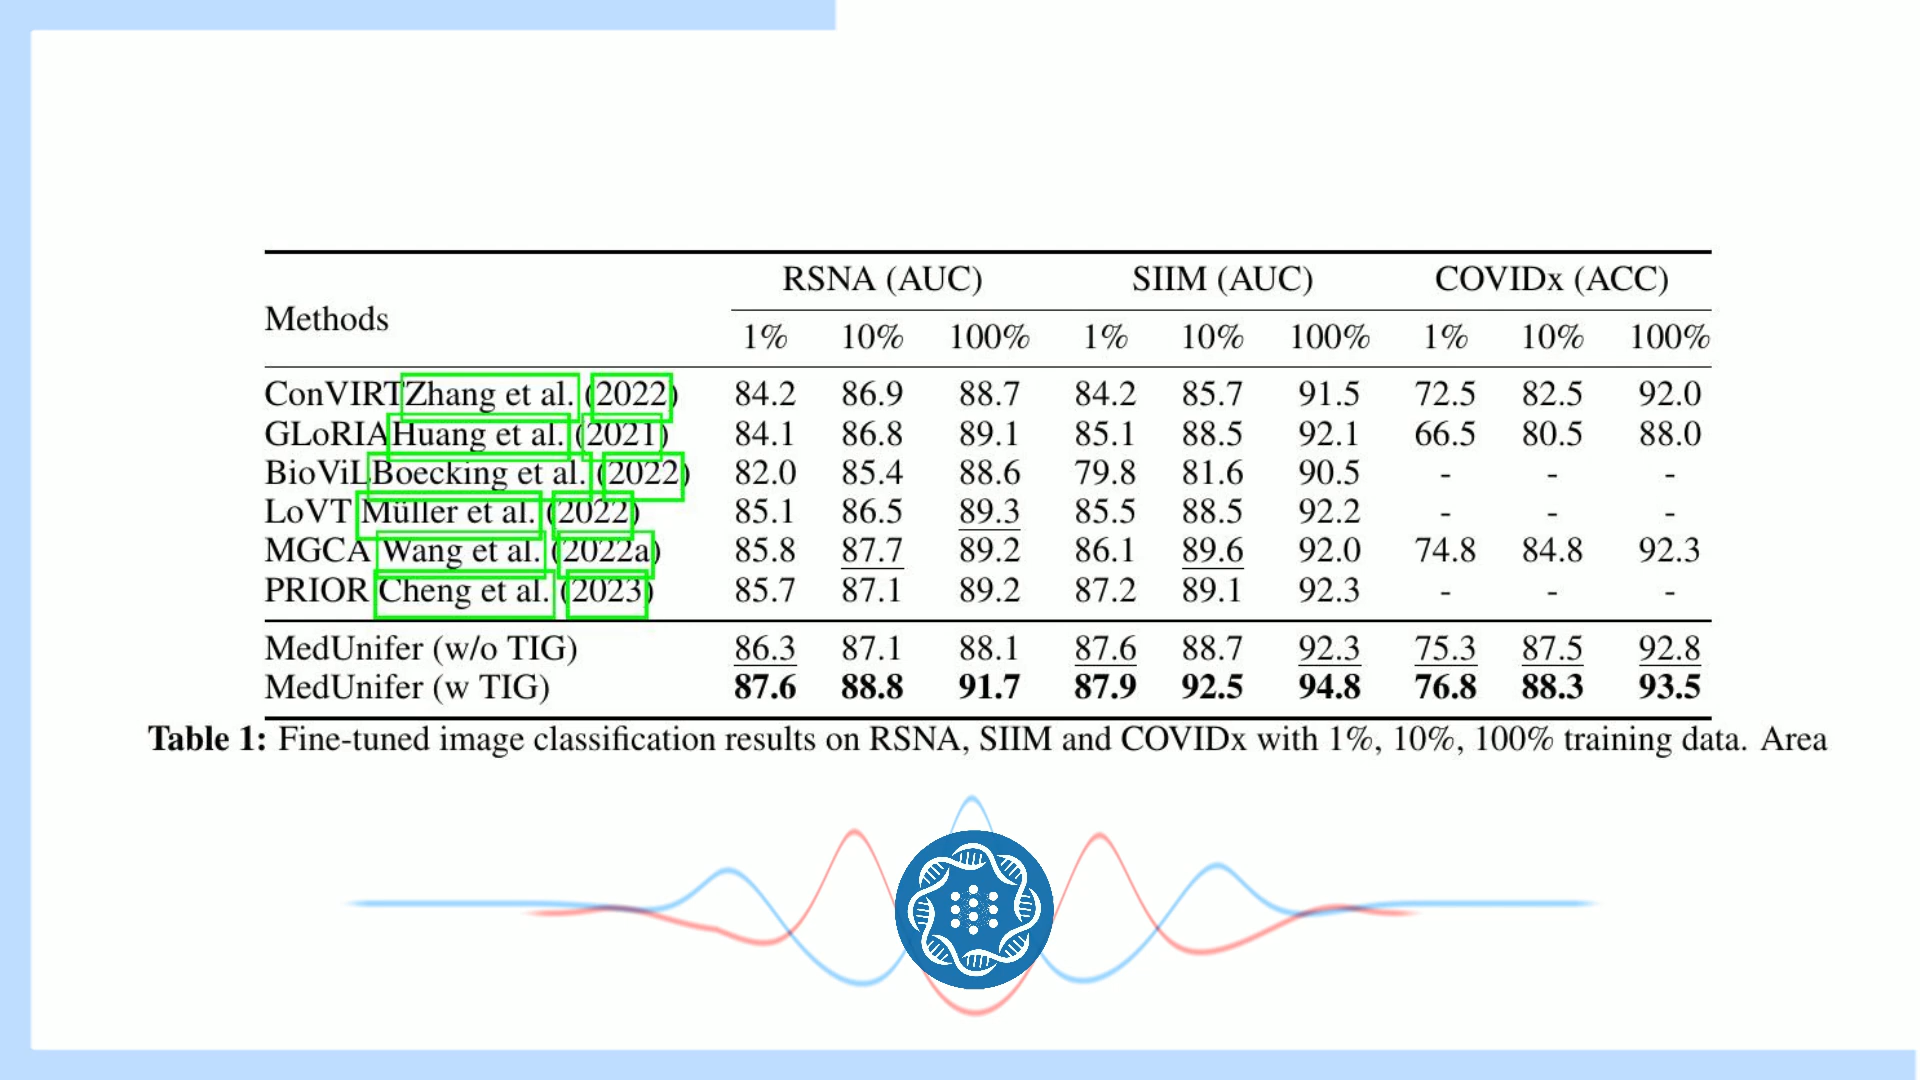 RSNA (AUC) SIIM (AUC) COVIDx (ACC)
Methods
1% 10% 100% 1% 10% 100% 1% 10% 100%
ConVIRTZhang et al. (2022) 84.2 86.9 88.7 84.2 85.7 91.5 72.5 82.5 92.0
GLoRIAHuang et al. (2021) 84.1 86.8 89.1 85.1 88.5 92.1 66.5 80.5 88.0
BioViLBoecking et al. (2022) 82.0 85.4 88.6 79.8 81.6 90.5 - - -
LoVT Müller et al. (2022) 85.1 86.5 89.3 85.5 88.5 92.2 - - -
MGCA Wang et al. (2022a) 85.8 87.7 89.2 86.1 89.6 92.0 74.8 84.8 92.3
PRIOR Cheng et al. (2023) 85.7 87.1 89.2 87.2 89.1 92.3 - - -
MedUnifer (w/o TIG) 86.3 87.1 88.1 87.6 88.7 92.3 75.3 87.5 92.8
MedUnifer (w TIG) 87.6 88.8 91.7 87.9 92.5 94.8 76.8 88.3 93.5
Table 1: Fine-tuned image classification results on RSNA, SIIM and COVIDx with 1%, 10%, 100% training data. Area